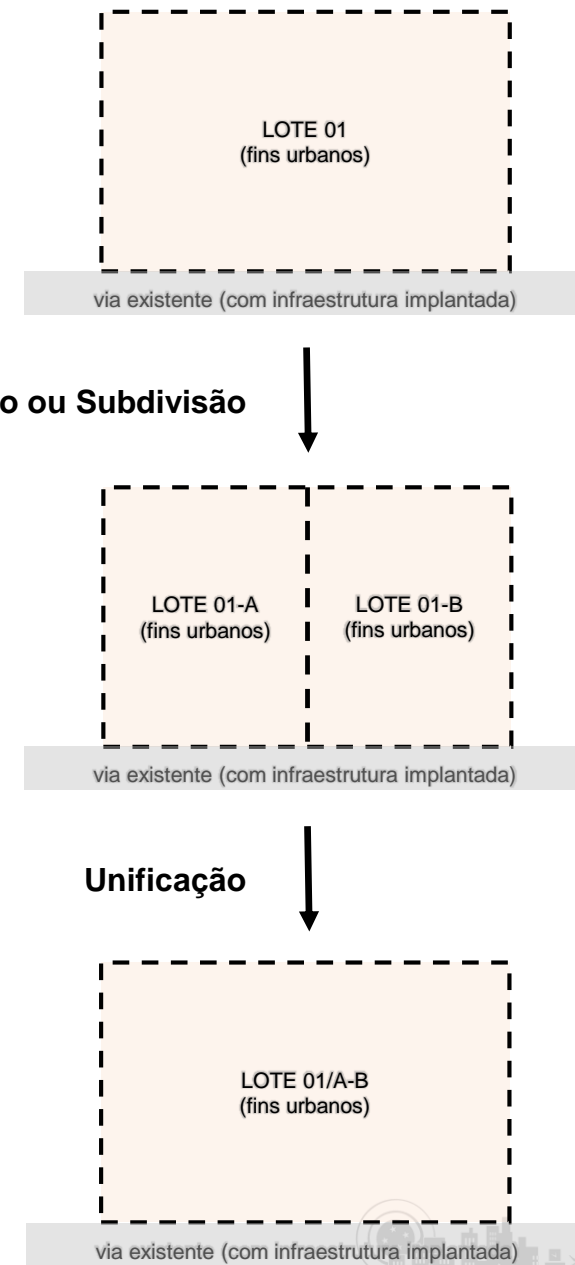 LOTE 01
(fins urbanos)
via existente (com infraestrutura implantada)
o ou Subdivisão
LOTE 01-A
(fins urbanos)
LOTE 01-B
(fins urbanos)
via existente (com infraestrutura implantada)
Unificação
LOTE 01/A-B
(fins urbanos)
via existente (com infraestrutura implantada)